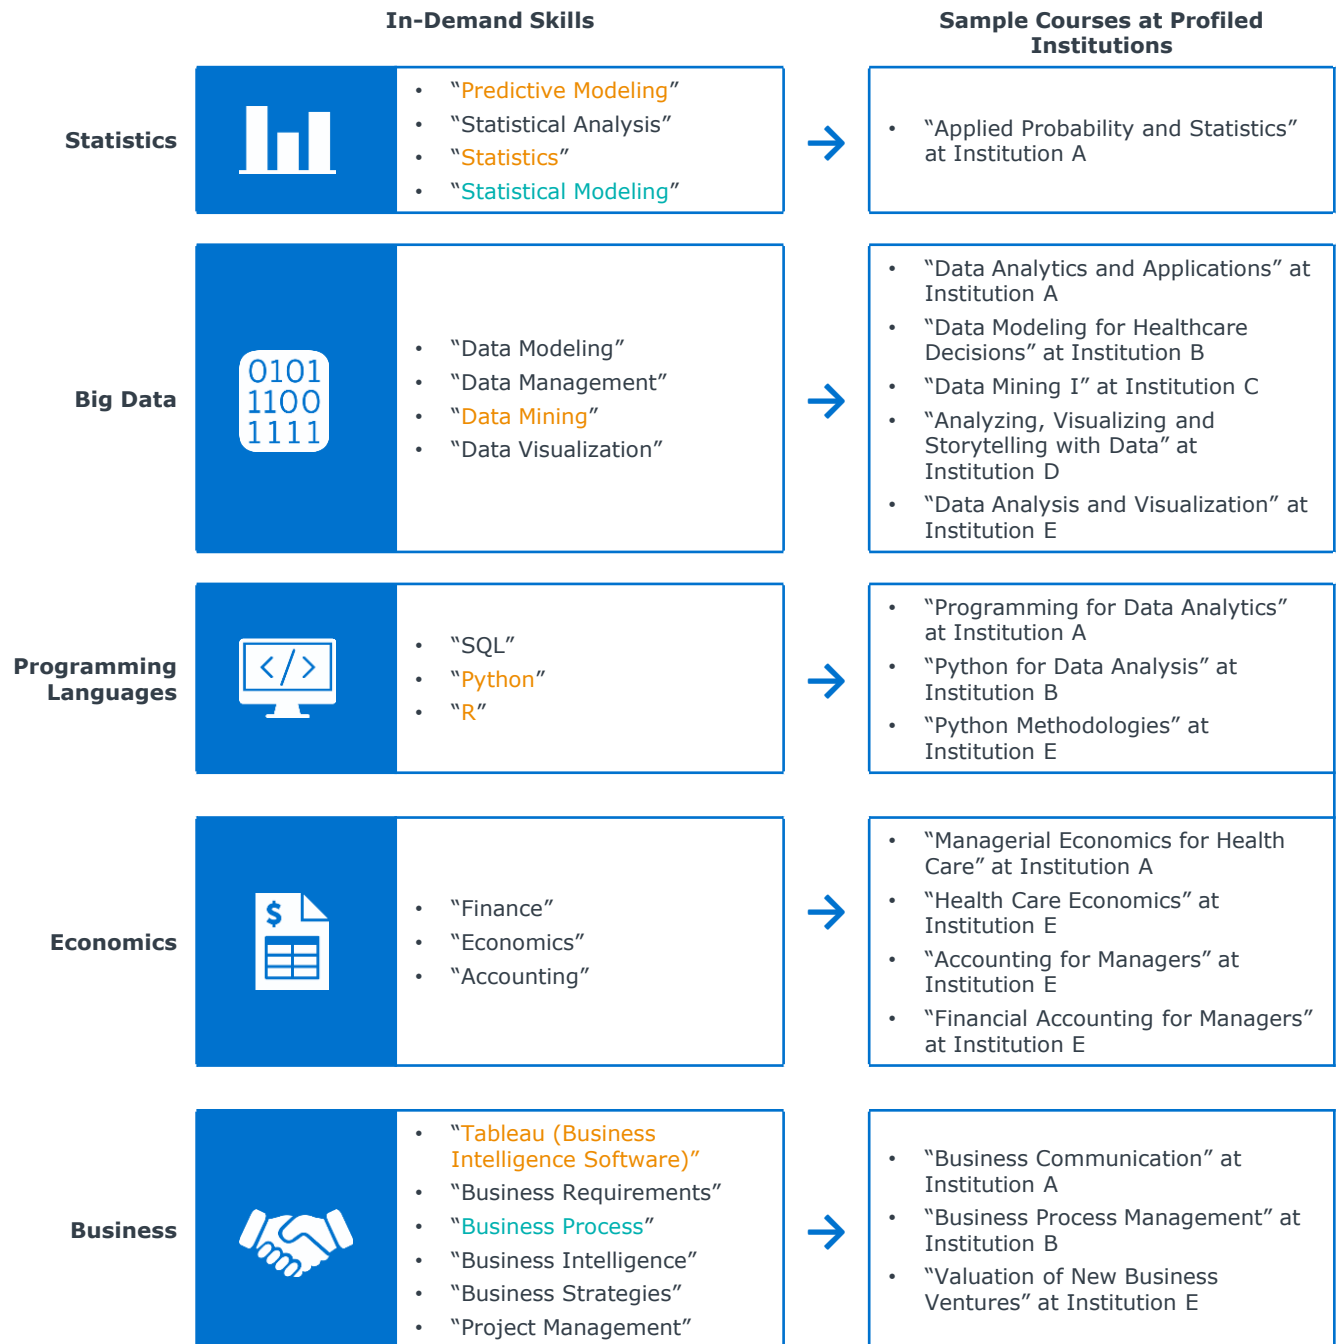 In-Demand Skills
Sample Courses at Profiled
Institutions
Statistics
• “Predictive Modeling”
• “Statistical Analysis”
• “Statistics”
• “Statistical Modeling”
• “Applied Probability and Statistics”
at Institution A
Big Data
0101
1100
1111
• “Data Modeling”
• “Data Management”
• “Data Mining”
• “Data Visualization”
• “Data Analytics and Applications” at
Institution A
• “Data Modeling for Healthcare
Decisions” at Institution B
• “Data Mining I” at Institution C
• “Analyzing, Visualizing and
Storytelling with Data” at
Institution D
• “Data Analysis and Visualization” at
Institution E
Programming
Languages
</>
• “SQL”
• “Python”
• “R”
• “Programming for Data Analytics”
at Institution A
• “Python for Data Analysis” at
Institution B
• “Python Methodologies” at
Institution E
Economics
$
• “Finance”
• “Economics”
• “Accounting”
• “Managerial Economics for Health
Care” at Institution A
• “Health Care Economics” at
Institution E
• “Accounting for Managers” at
Institution E
• “Financial Accounting for Managers”
at Institution E
Business
• “Tableau (Business
Intelligence Software)”
• “Business Requirements”
• “Business Process”
• “Business Intelligence”
• “Business Strategies”
• “Project Management”
• “Business Communication” at
Institution A
• “Business Process Management” at
Institution B
• “Valuation of New Business
Ventures” at Institution E